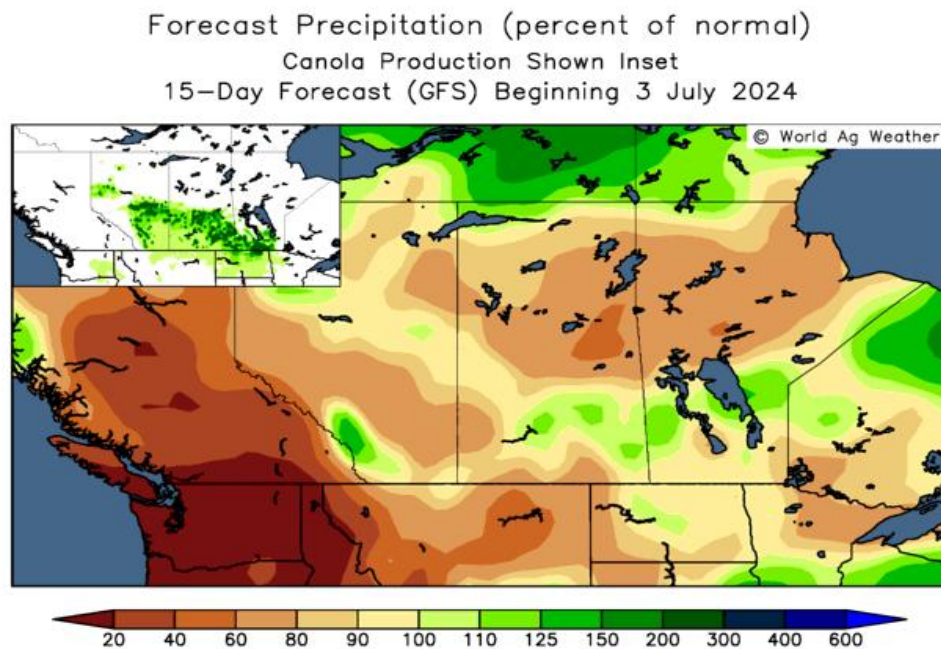 Forecast Precipitation (percent of normal)
Canola Production Shown Inset
15-Day Forecast (GFS) Beginning 3 July 2024
© World Ag Weather
20 40 60 80 90 100 110 125 150 200 300 400 600